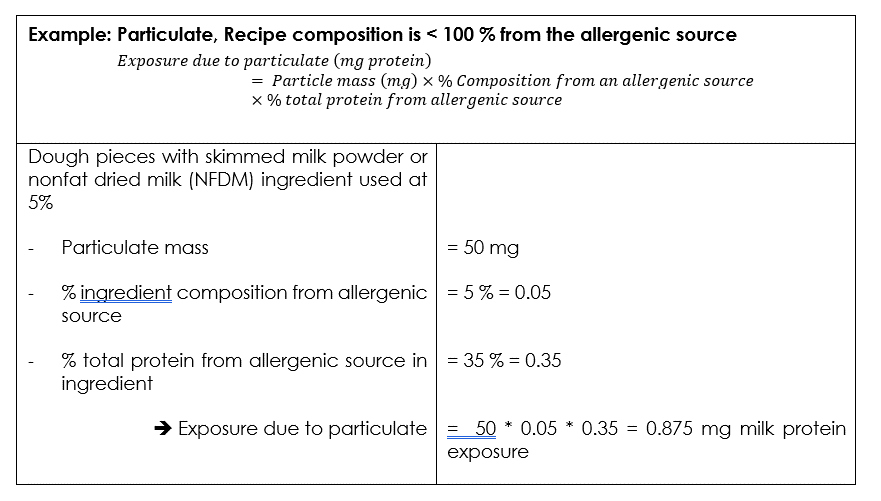 Example: Particulate, Recipe composition is < 100 % from the allergenic source
Exposure due to particulate (mg protein)
= Particle mass (mg) × % Composition from an allergenic source
× % total protein from allergenic source
Dough pieces with skimmed milk powder or
nonfat dried milk (NFDM) ingredient used at
5%
- Particulate mass
= 50 mg
- % ingredient composition from allergenic
source
= 5 % = 0.05
- % total protein from allergenic source in
ingredient
= 35 % = 0.35
➔ Exposure due to particulate
= 50 * 0.05 * 0.35 = 0.875 mg milk protein
exposure